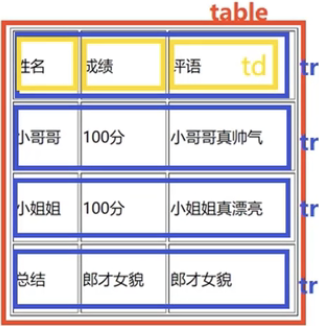 table
姓名 成绩 评语 td tr
小哥哥 100分 小哥哥真帅气 tr
小姐姐 100分 小姐姐真漂亮 tr
总结 郎才女貌 郎才女貌 tr